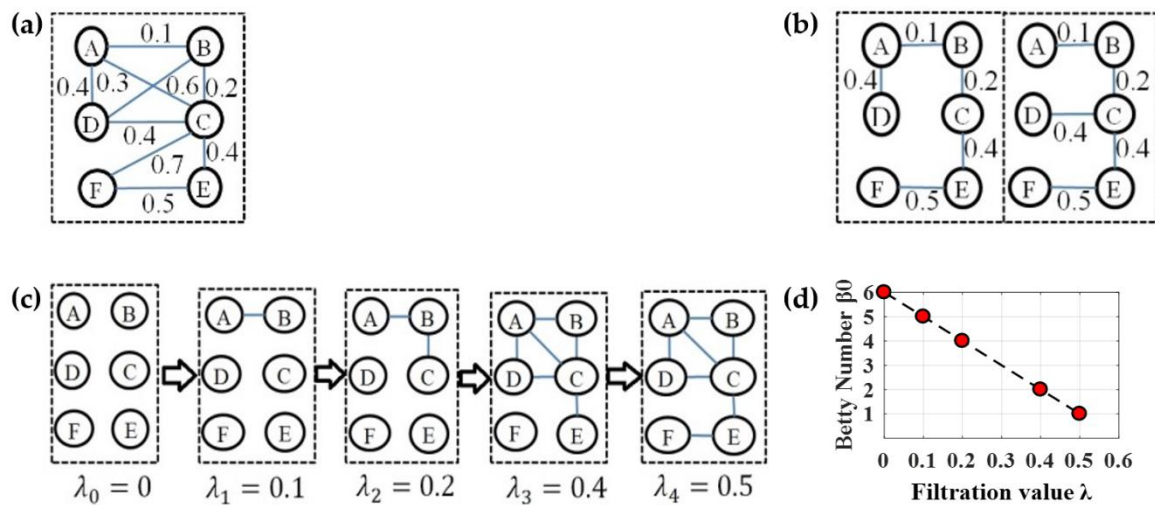 (a)
A 0.1 B
0.4 0.3 0.6 0.2
D 0.4 C
0.7 0.4
F 0.5 E
(b)
A 0.1 B
0.4 0.2
D C
0.4
F 0.5 E
A 0.1 B
0.2
D 0.4 C
0.4
F 0.5 E
(c)
A B
D C
F E
λ0 = 0
A B
D C
F E
λ1 = 0.1
A B
D C
F E
λ2 = 0.2
A B
D C
F E
λ3 = 0.4
A B
D C
F E
λ4 = 0.5
(d)
Betty Number β0
6
5
4
3
2
1
0 0.1 0.2 0.3 0.4 0.5 0.6
Filtration value λ